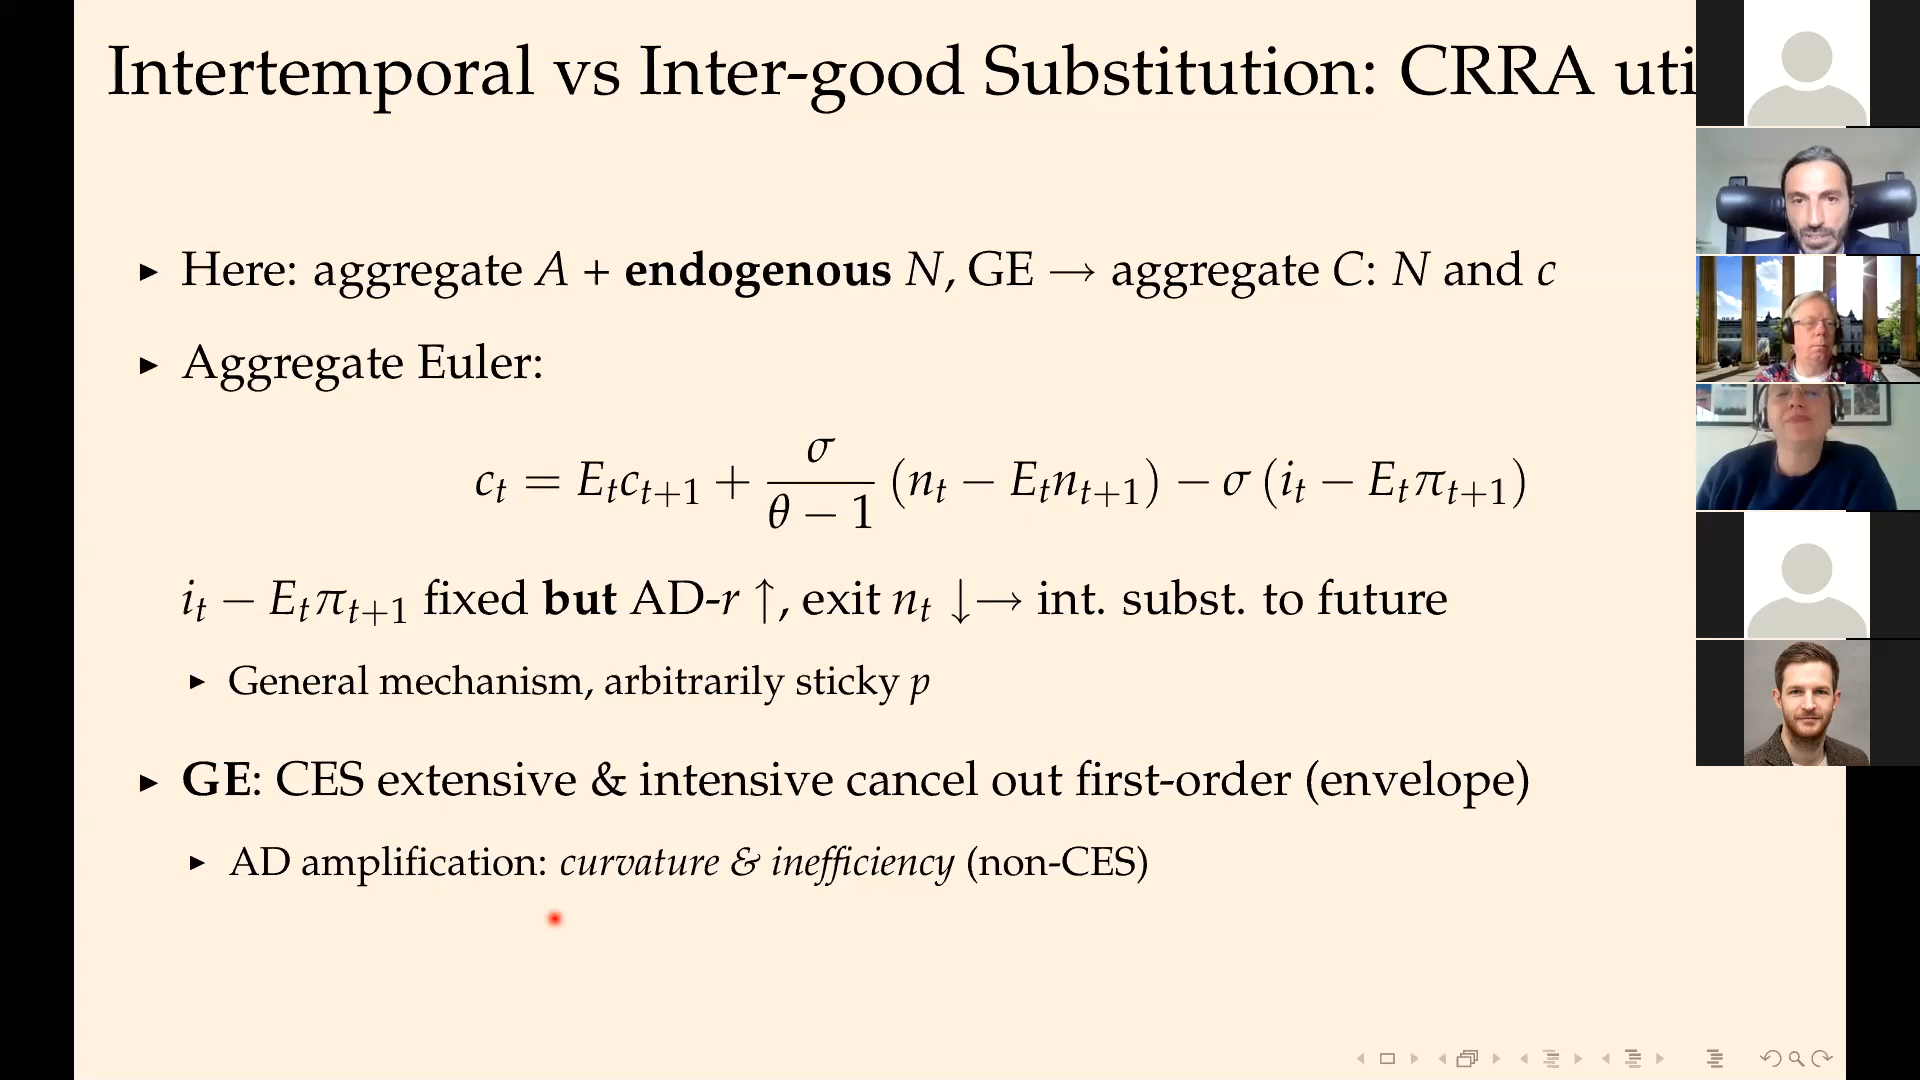 Intertemporal vs Inter-good Substitution: CRRA uti
▸ Here: aggregate A + endogenous N, GE → aggregate C: N and c
▸ Aggregate Euler:
c_t = E_t c_{t+1} + \frac{σ}{θ − 1} (n_t − E_t n_{t+1}) − σ (i_t − E_t π_{t+1})
i_t − E_t π_{t+1} fixed but AD-r ↑, exit n_t ↓→ int. subst. to future
▸ General mechanism, arbitrarily sticky p
▸ GE: CES extensive & intensive cancel out first-order (envelope)
▸ AD amplification: curvature & inefficiency (non-CES)